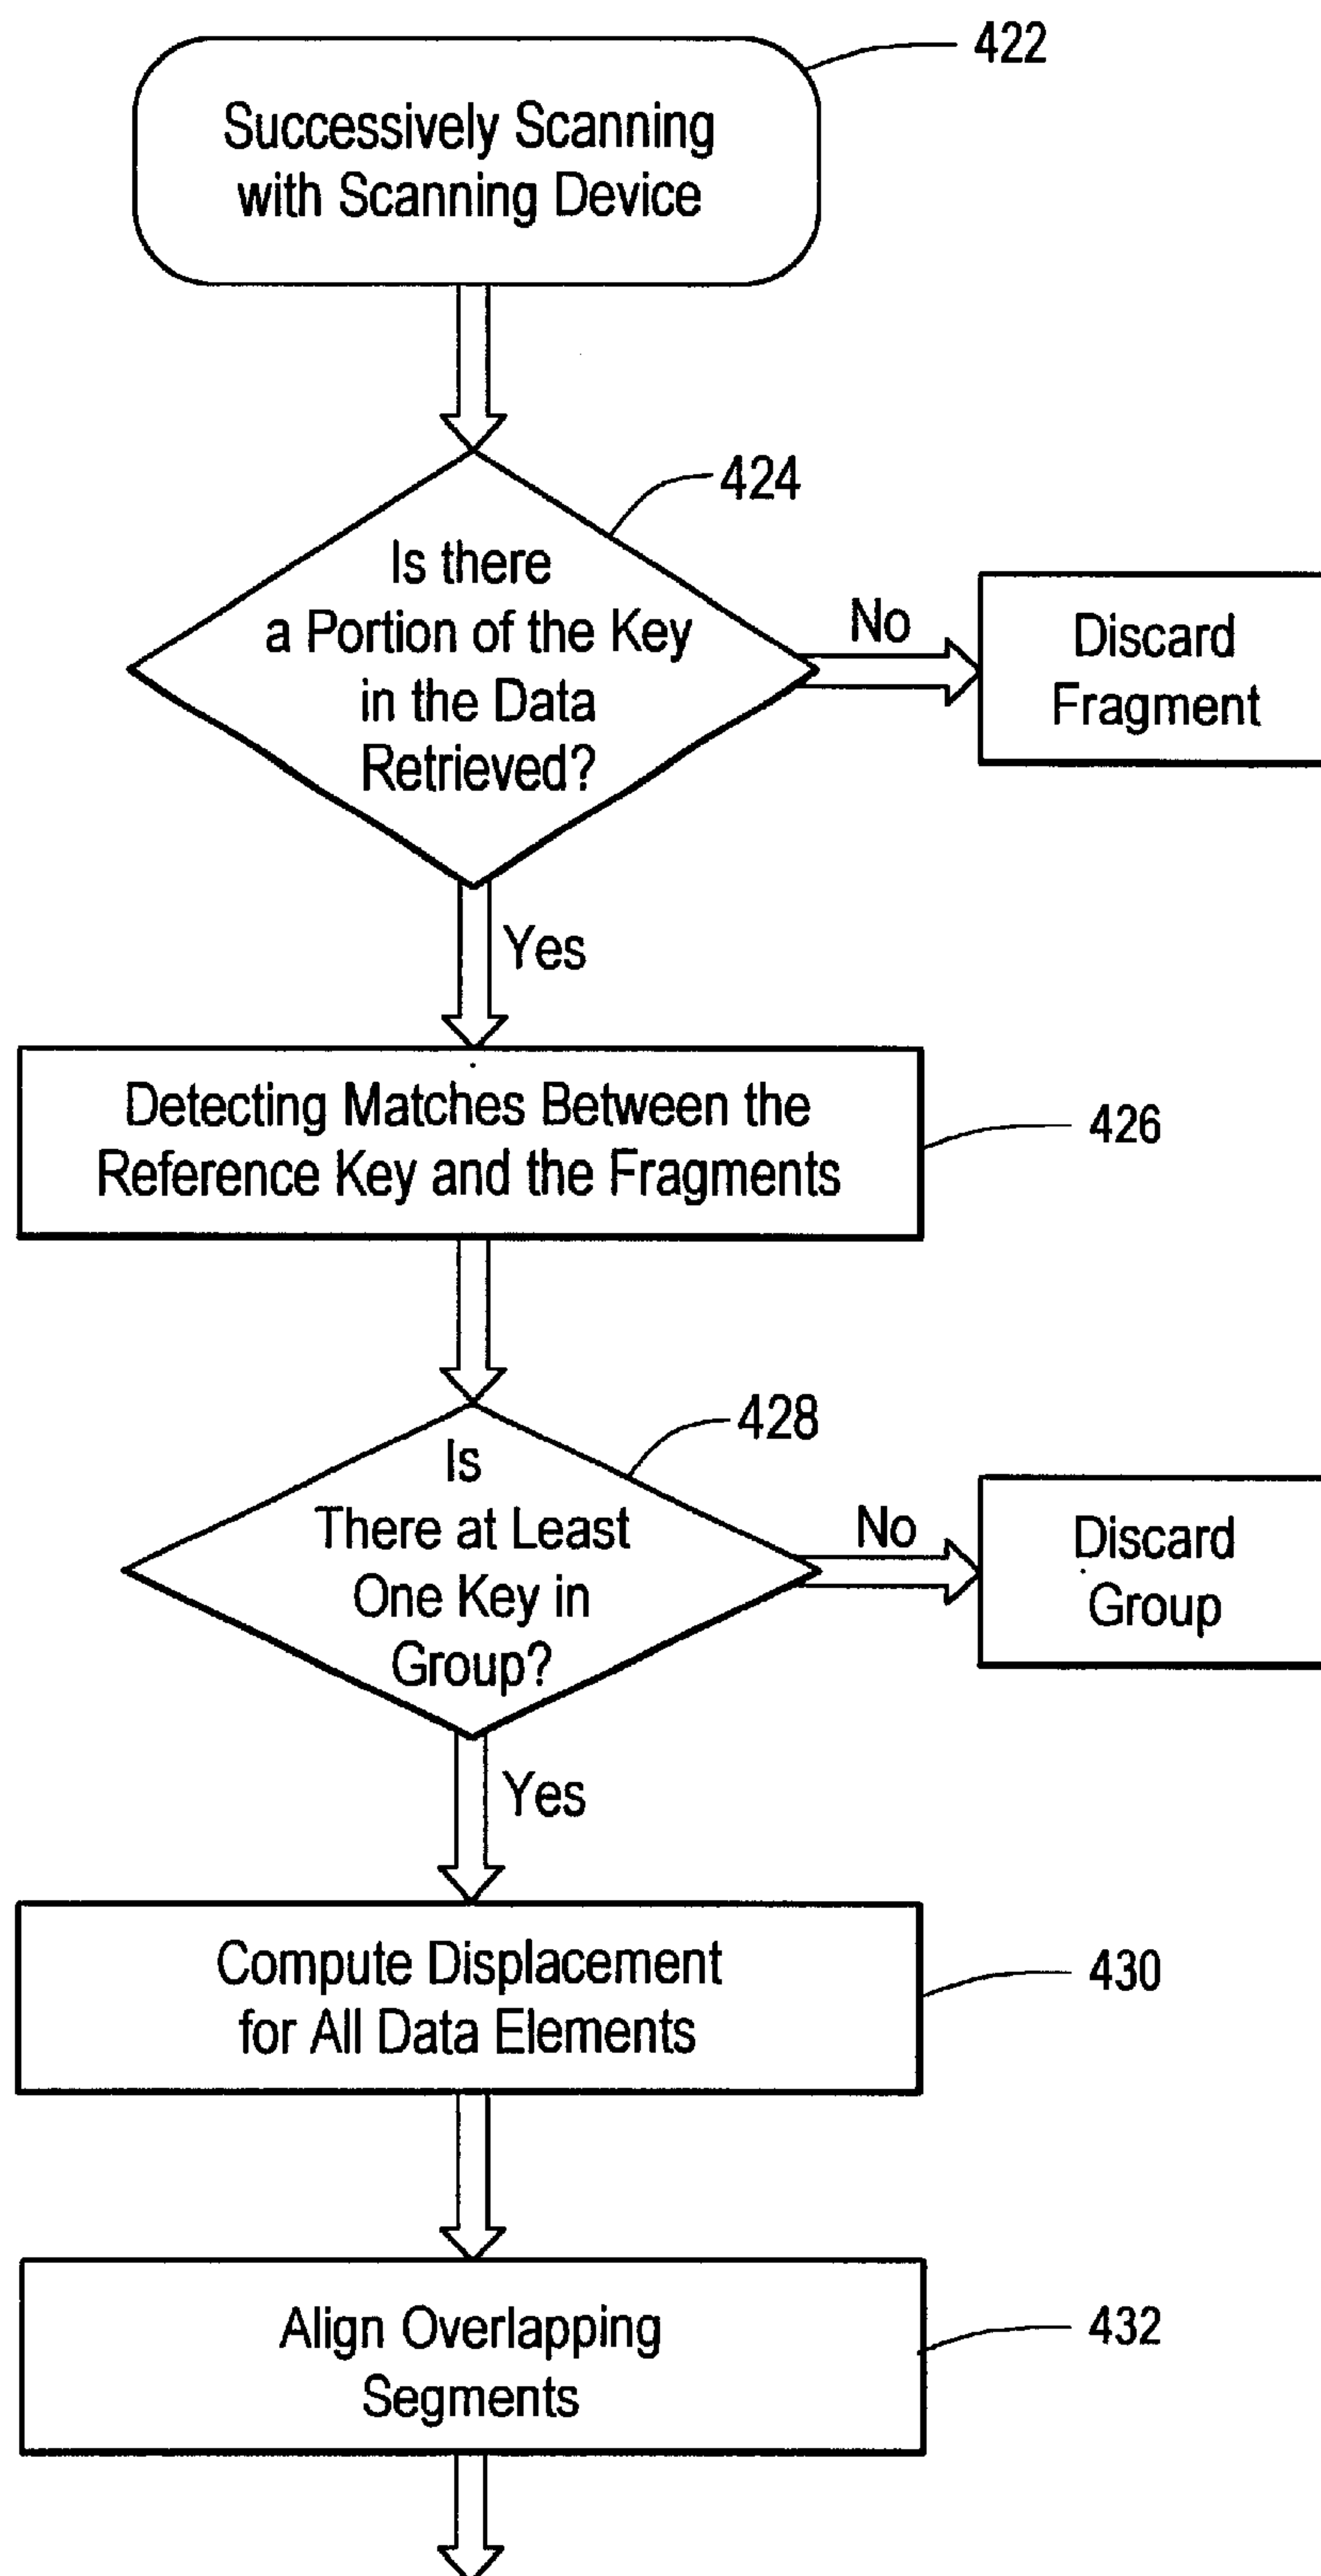 422
Successively Scanning
with Scanning Device
424
Is there
a Portion of the Key
in the Data
Retrieved?
No
Discard
Fragment
Yes
Detecting Matches Between the
Reference Key and the Fragments
426
428
Is
There at Least
One Key in
Group?
No
Discard
Group
Yes
Compute Displacement
for All Data Elements
430
Align Overlapping
Segments
432